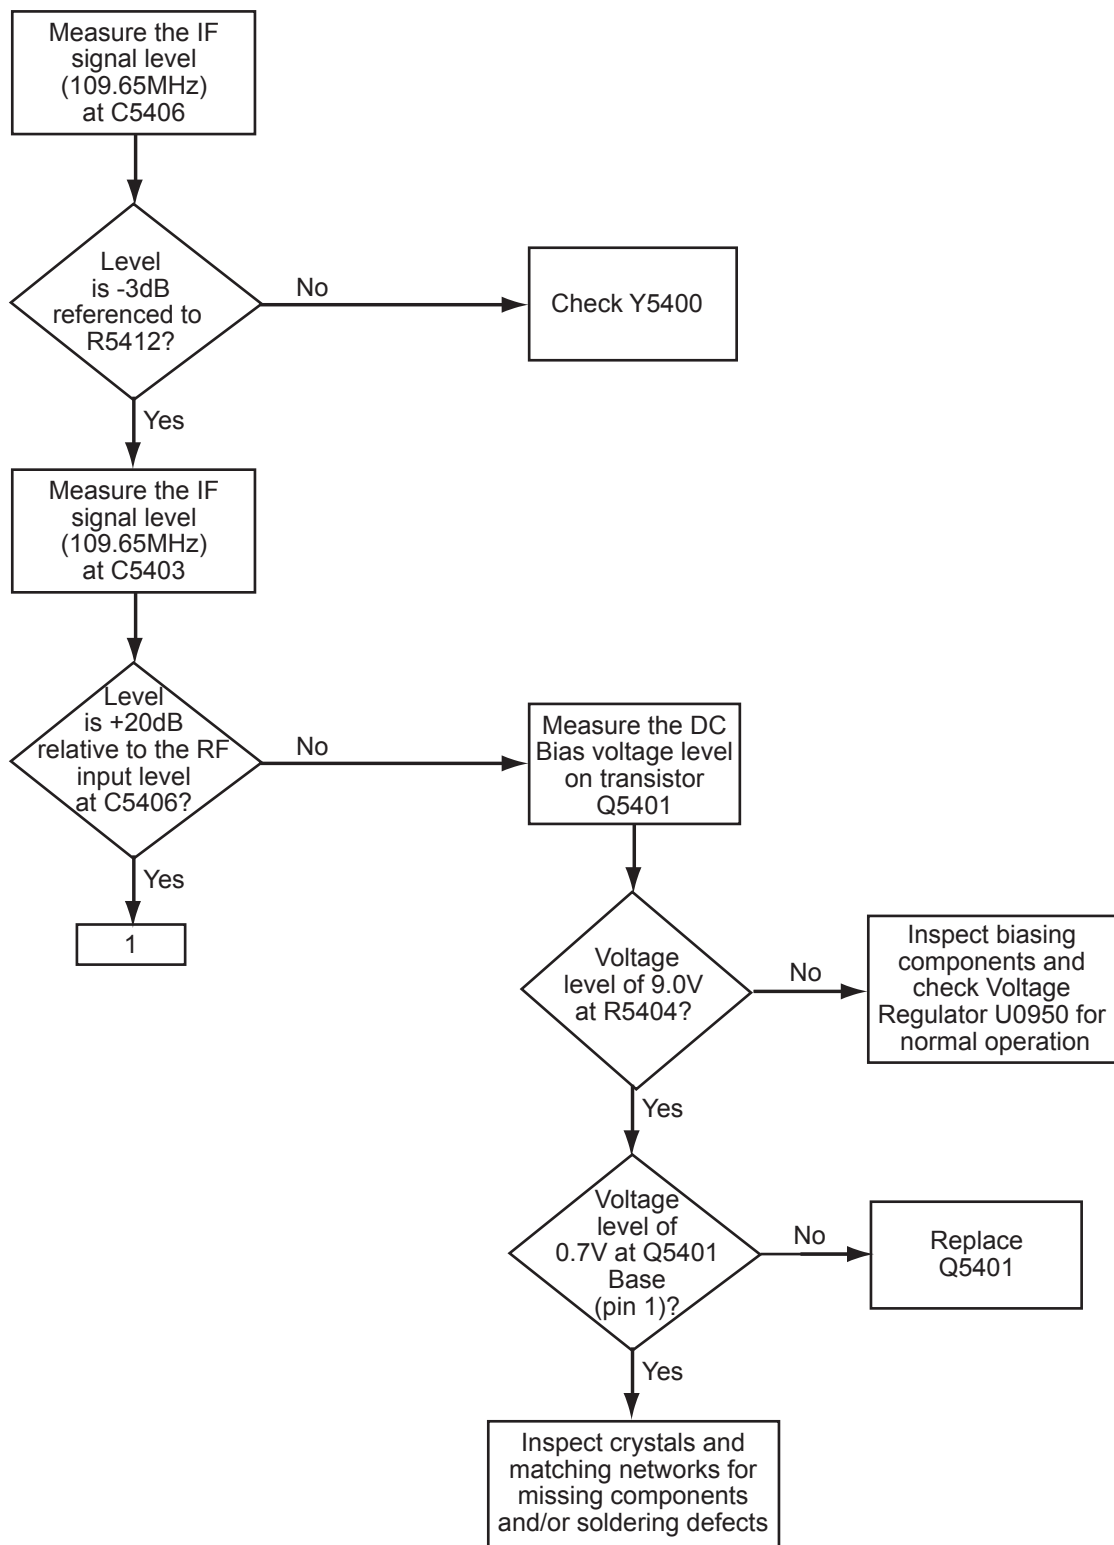 Measure the IF
signal level
(109.65MHz)
at C5406
Level
is -3dB
referenced to
R5412?
No
Check Y5400
Yes
Measure the IF
signal level
(109.65MHz)
at C5403
Level
is +20dB
relative to the RF
input level
at C5406?
No
Measure the DC
Bias voltage level
on transistor
Q5401
Yes
1
Voltage
level of 9.0V
at R5404?
No
Inspect biasing
components and
check Voltage
Regulator U0950 for
normal operation
Yes
Voltage
level of
0.7V at Q5401
Base
(pin 1)?
No
Replace
Q5401
Yes
Inspect crystals and
matching networks for
missing components
and/or soldering defects